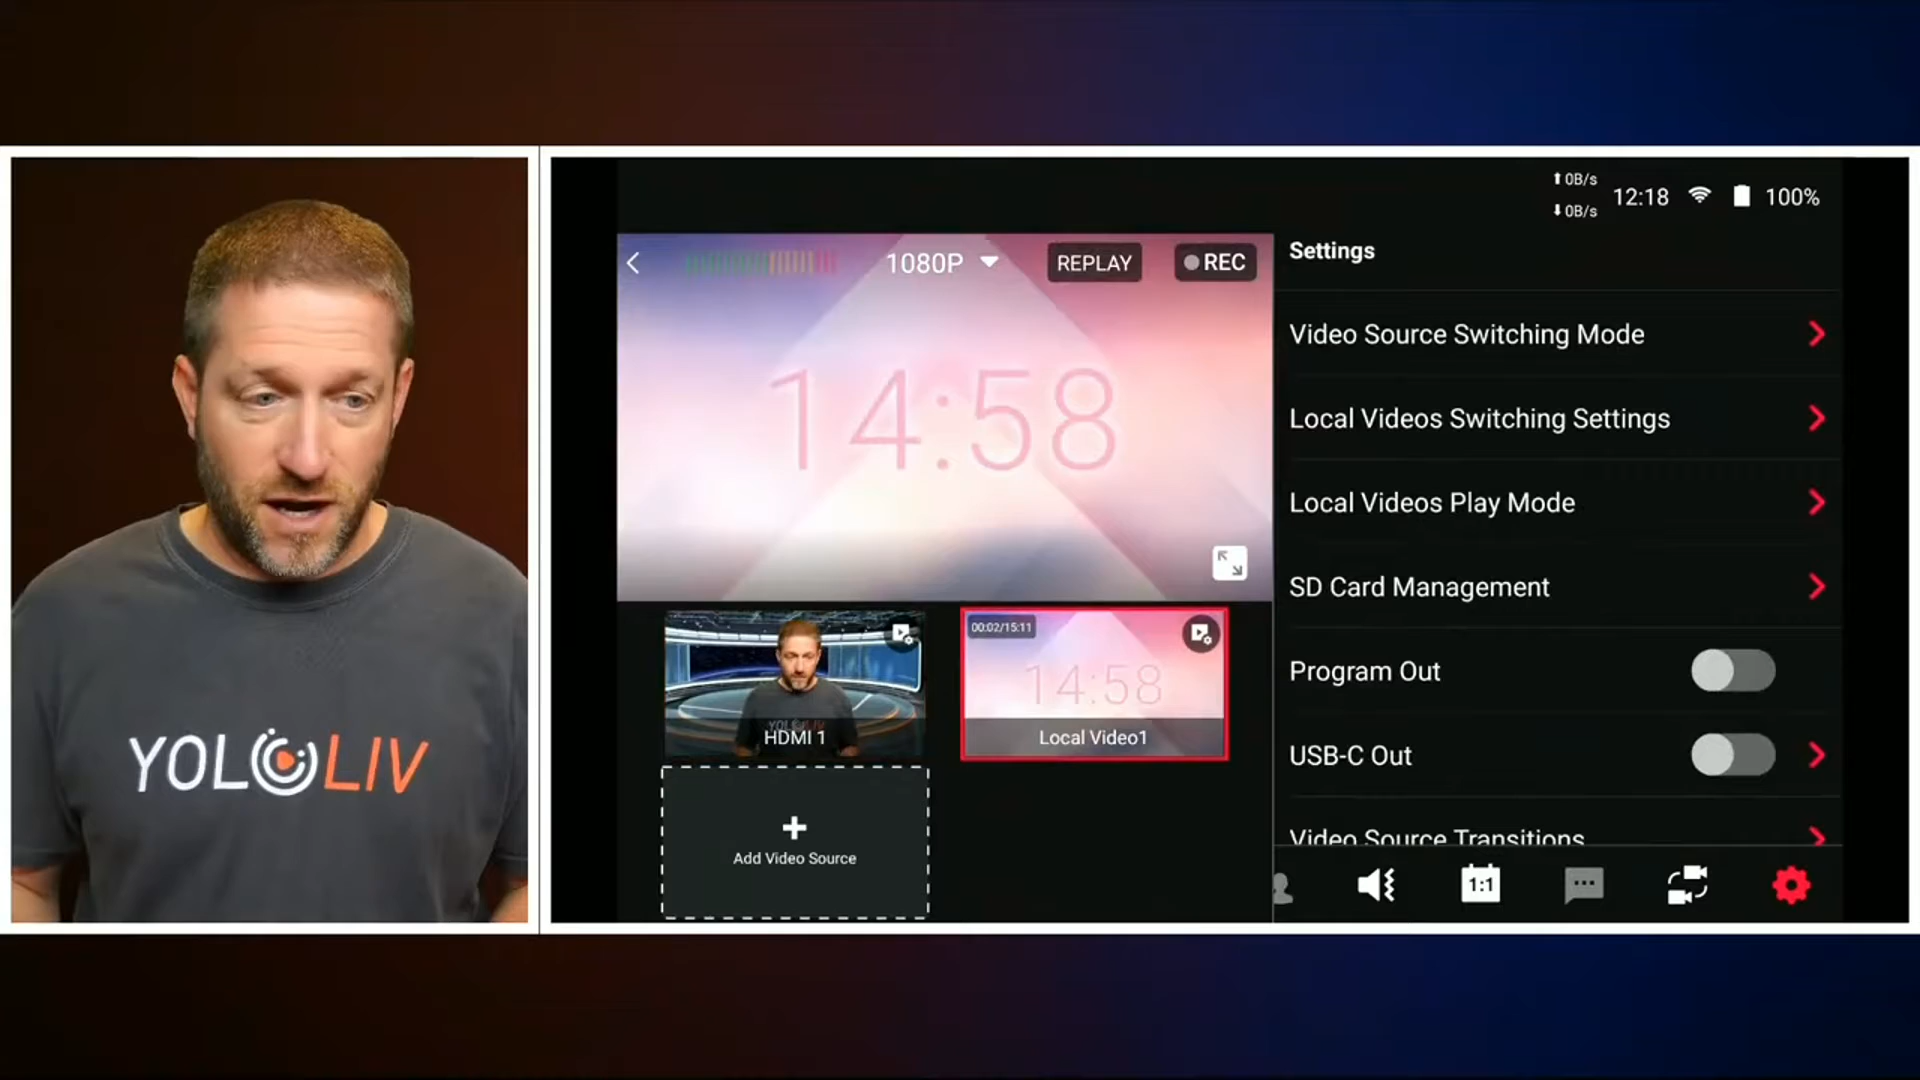 YOLOLIV
↑ 0B/s
↓ 0B/s
12:18
100%
1080P
REPLAY
REC
14:58
Settings
Video Source Switching Mode
Local Videos Switching Settings
Local Videos Play Mode
SD Card Management
Program Out
USB-C Out
Video Source Transitions
HDMI 1
00:02/15:11
14:58
Local Video1
+
Add Video Source
1:1